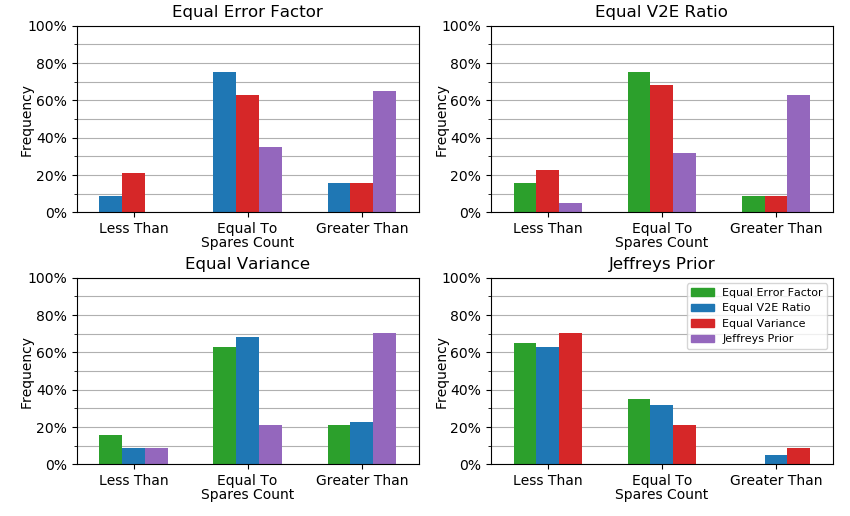 Equal Error Factor
100%
80%
60%
40%
20%
0%
Frequency
Less Than
Equal To
Greater Than
Spares Count
Equal V2E Ratio
100%
80%
60%
40%
20%
0%
Frequency
Less Than
Equal To
Greater Than
Spares Count
Equal Variance
100%
80%
60%
40%
20%
0%
Frequency
Less Than
Equal To
Greater Than
Spares Count
Jeffreys Prior
100%
80%
60%
40%
20%
0%
Frequency
Equal Error Factor
Equal V2E Ratio
Equal Variance
Jeffreys Prior
Less Than
Equal To
Greater Than
Spares Count